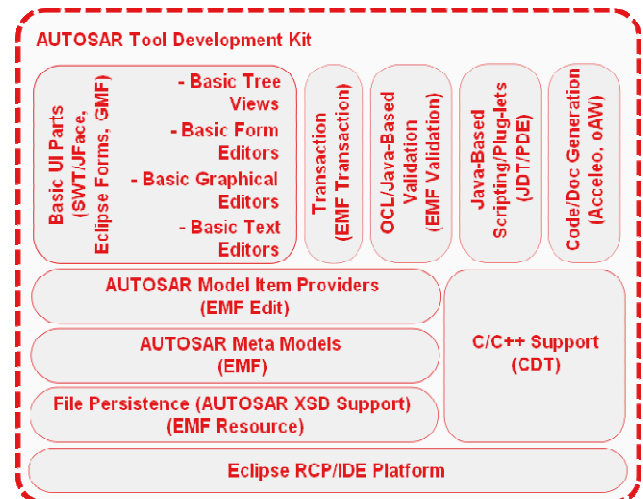 AUTOSAR Tool Development Kit
Basic UI Parts
(SWT/JFace,
Eclipse Forms, GMF)
- Basic Tree
Views
- Basic Form
Editors
- Basic Graphical
Editors
- Basic Text
Editors
Transaction
(EMF Transaction)
OCL/Java-Based
Validation
(EMF Validation)
Java-Based
Scripting/Plug-lets
(JDT/PDE)
Code/Doc Generation
(Acceleo, oAW)
AUTOSAR Model Item Providers
(EMF Edit)
AUTOSAR Meta Models
(EMF)
File Persistence (AUTOSAR XSD Support)
(EMF Resource)
C/C++ Support
(CDT)
Eclipse RCP/IDE Platform